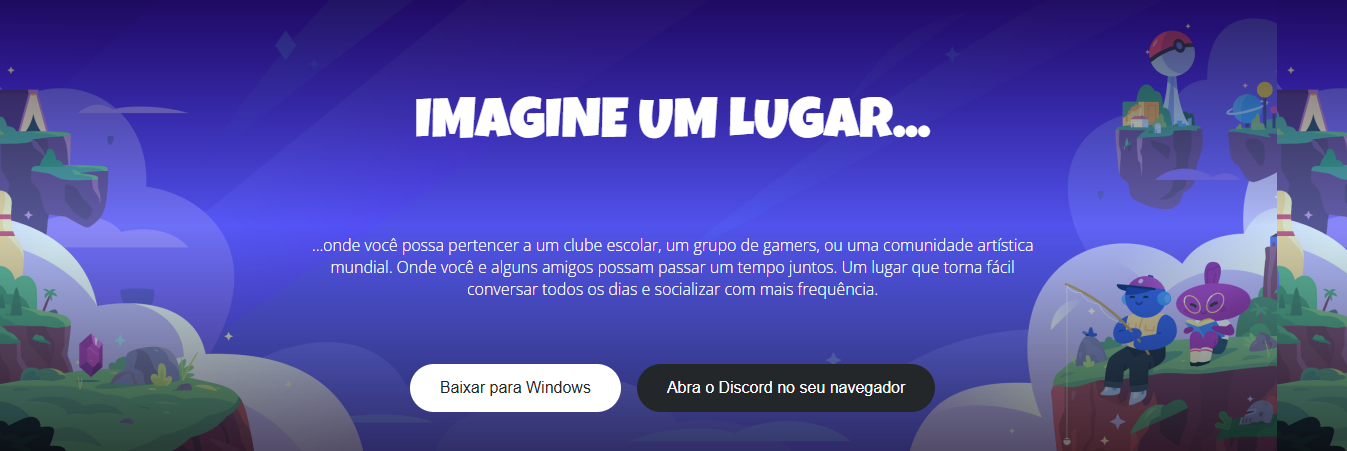 IMAGINE UM LUGAR...
...onde você possa pertencer a um clube escolar, um grupo de gamers, ou uma comunidade artística
mundial. Onde você e alguns amigos possam passar um tempo juntos. Um lugar que torna fácil
conversar todos os dias e socializar com mais frequência.
Baixar para Windows
Abra o Discord no seu navegador